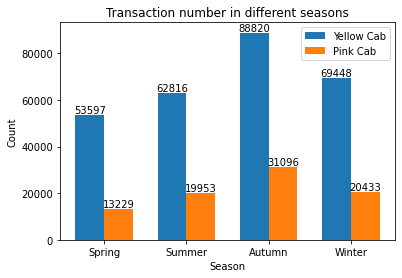 Transaction number in different seasons
Yellow Cab
Pink Cab
88820
69448
62816
53597
31096
20433
19953
13229
80000
60000
40000
20000
0
Count
Spring Summer Autumn Winter
Season